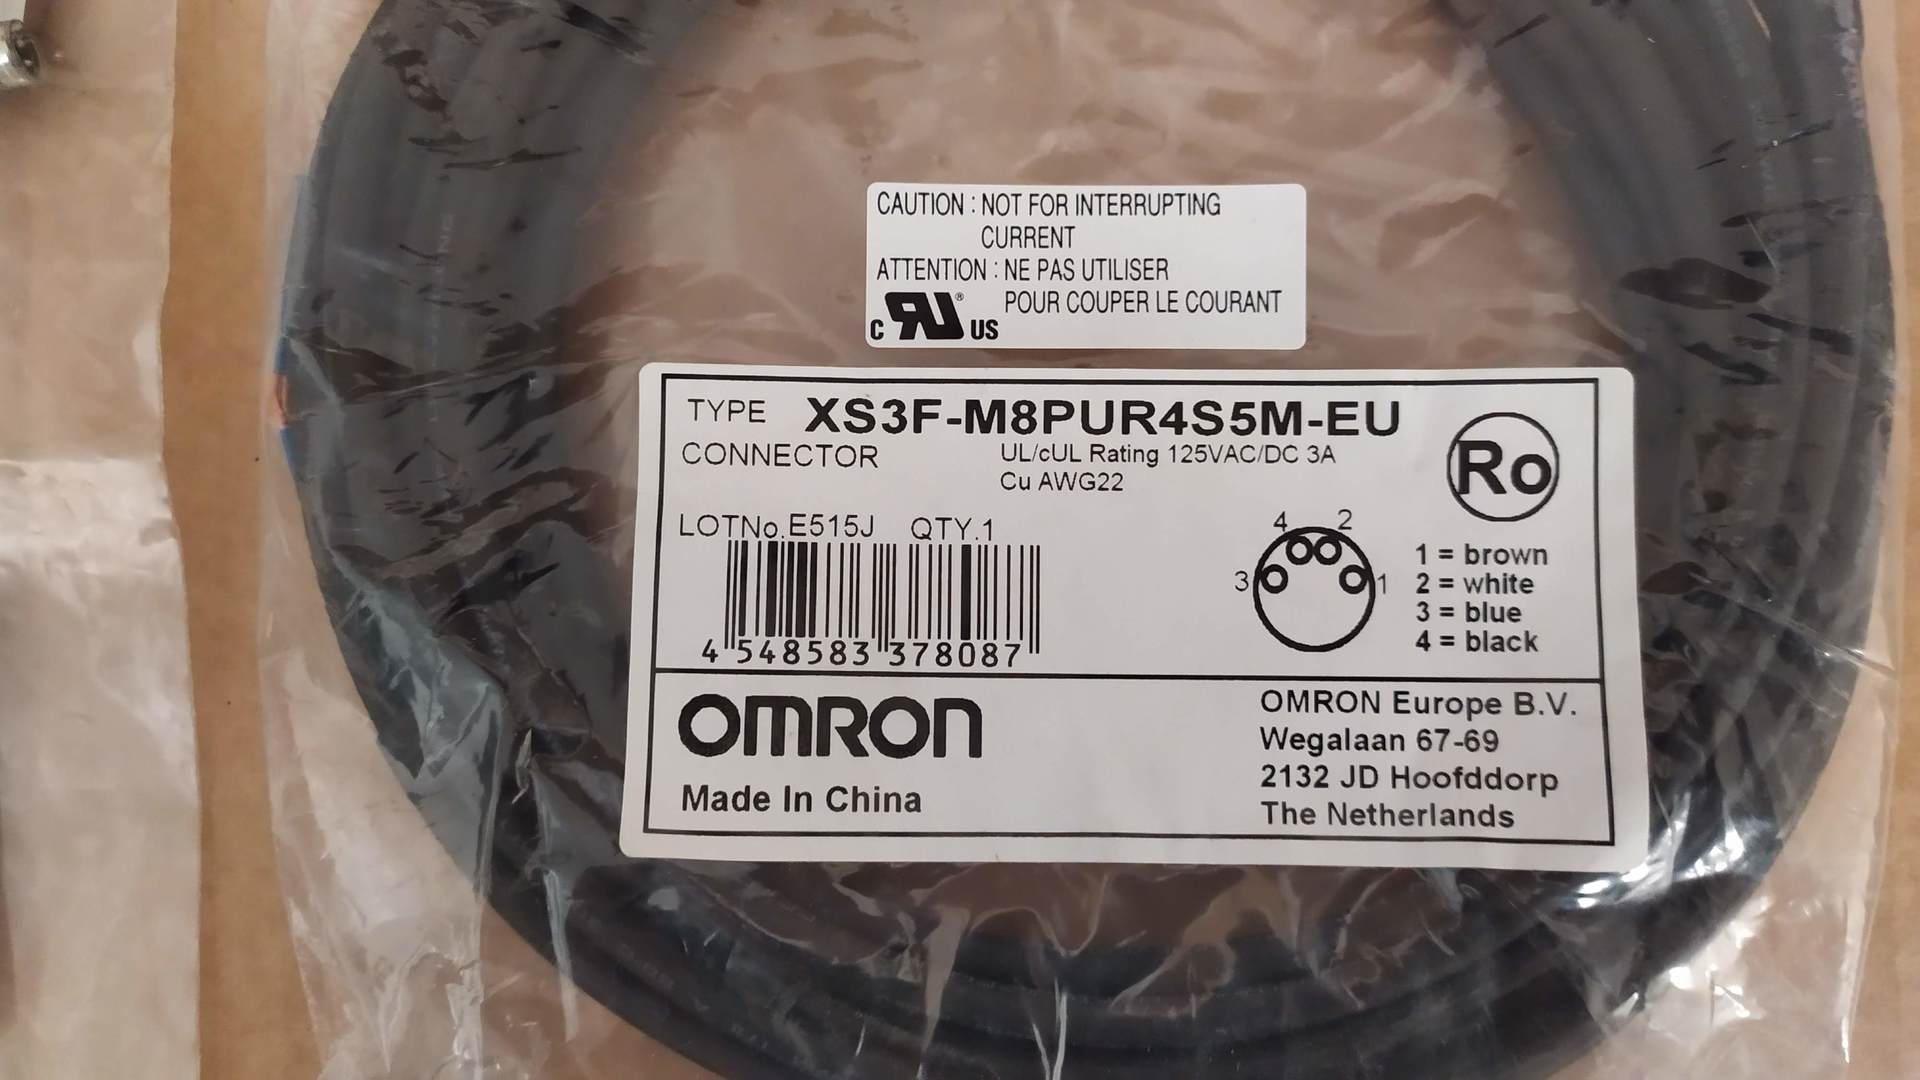 CAUTION : NOT FOR INTERRUPTING
CURRENT
ATTENTION : NE PAS UTILISER
POUR COUPER LE COURANT
C RU ® US
TYPE XS3F-M8PUR4S5M-EU
CONNECTOR UL/cUL Rating 125VAC/DC 3A
Cu AWG22
Ro
LOTNo.E515J QTY.1
4 2
3 1
1 = brown
2 = white
3 = blue
4 = black
4 548583 378087
OMRON
Made In China
OMRON Europe B.V.
Wegalaan 67-69
2132 JD Hoofddorp
The Netherlands